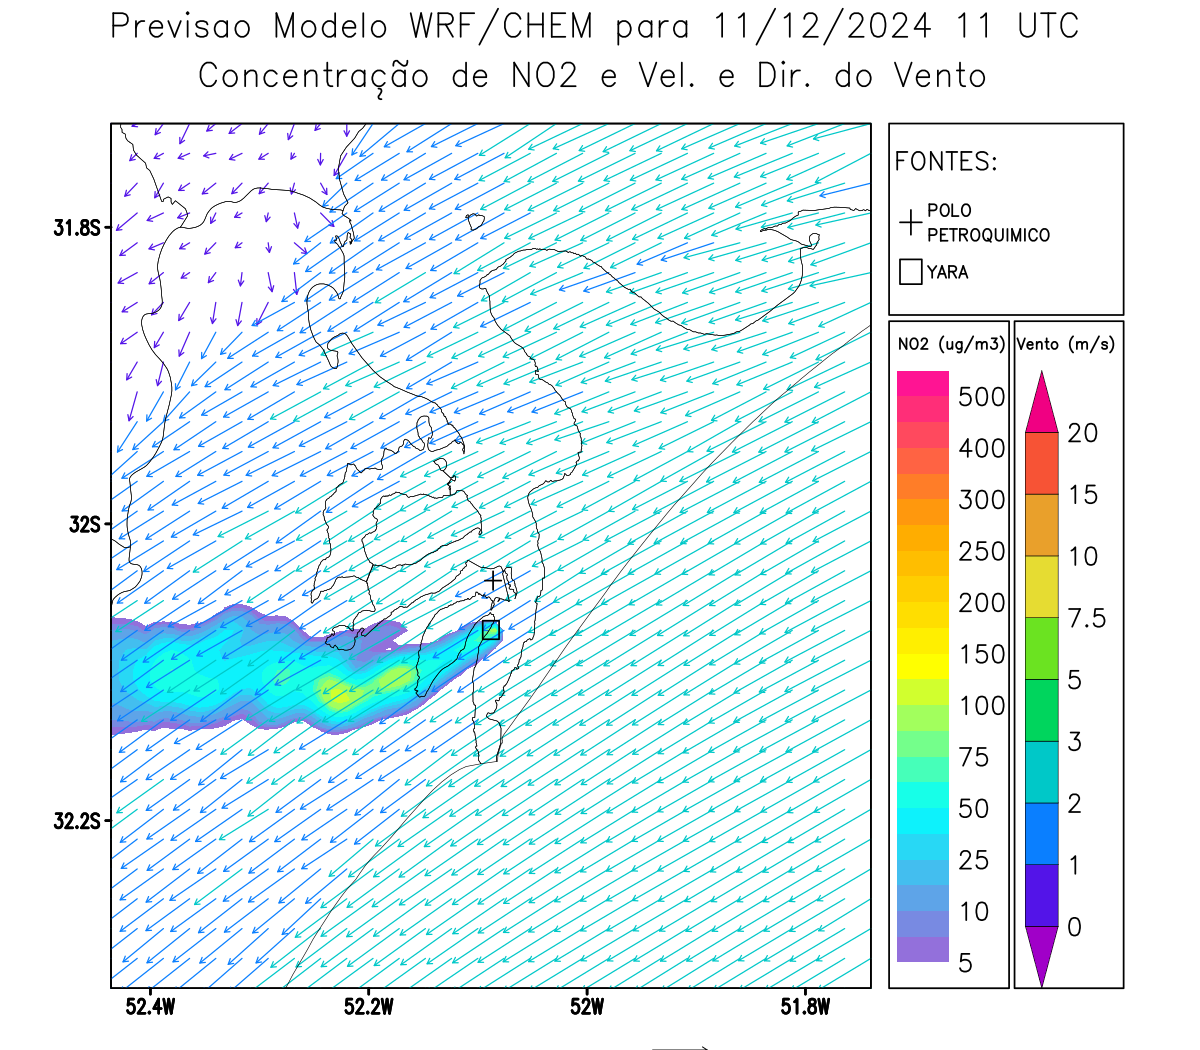 Previsao Modelo WRF/CHEM para 11/12/2024 11 UTC
Concentração de NO2 e Vel. e Dir. do Vento
FONTES:
POLO
PETROQUIMICO
YARA
NO2 (ug/m3)
500
400
300
250
200
150
100
75
50
25
10
5
Vento (m/s)
20
15
10
7.5
5
3
2
1
0
31.8S
32S
32.2S
52.4W 52.2W 52W 51.8W